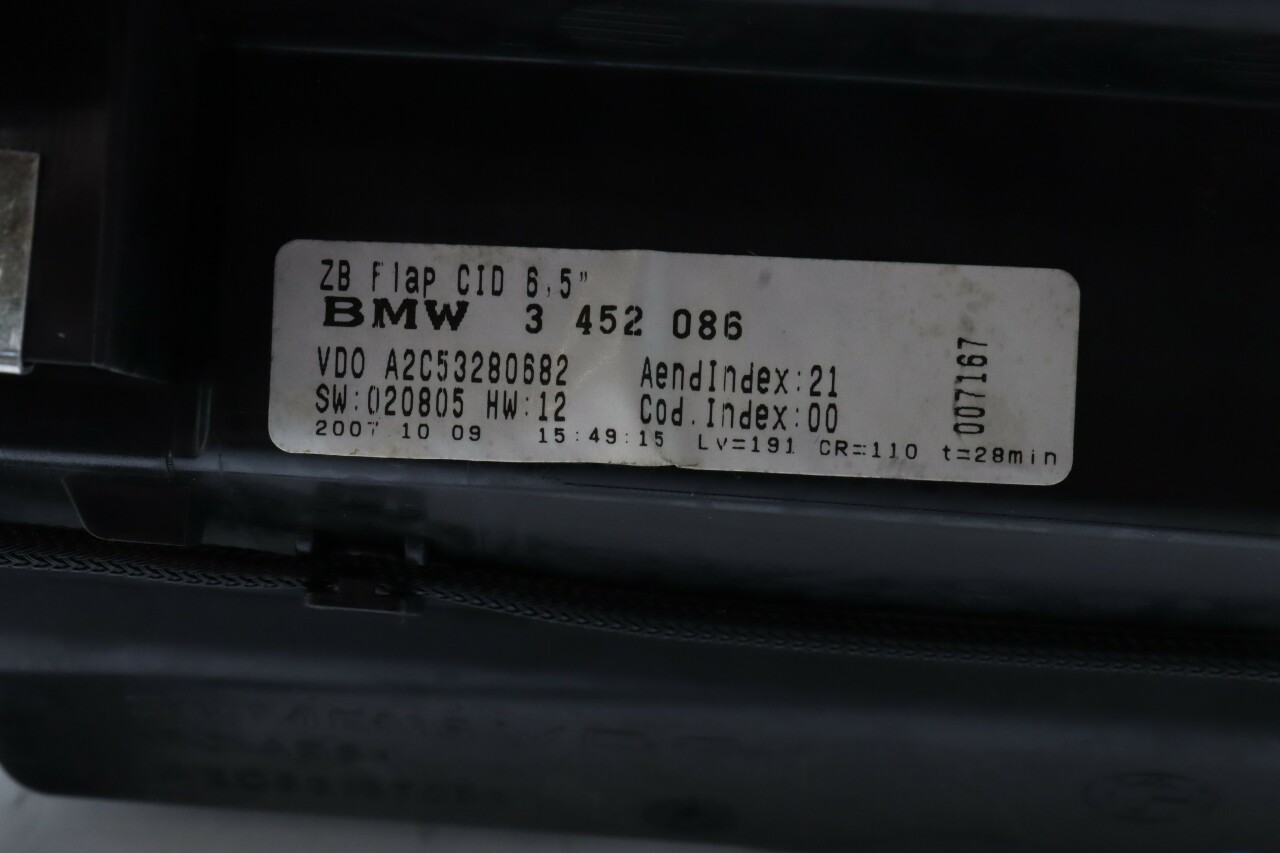 ZB Flap CID 6,5"
BMW 3 452 086
VDO A2C53280682 AendIndex:21
SW:020805 HW:12 Cod.Index:00
2007 10 09 15:49:15 Lv=191 CR=110 t=28min
007167